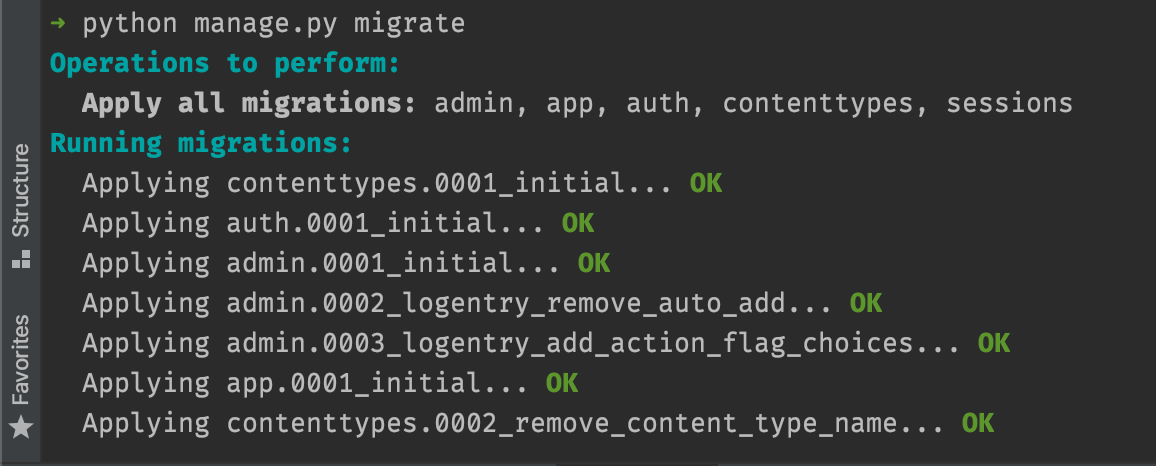 ➜ python manage.py migrate
Operations to perform:
  Apply all migrations: admin, app, auth, contenttypes, sessions
Running migrations:
  Applying contenttypes.0001_initial... OK
  Applying auth.0001_initial... OK
  Applying admin.0001_initial... OK
  Applying admin.0002_logentry_remove_auto_add... OK
  Applying admin.0003_logentry_add_action_flag_choices... OK
  Applying app.0001_initial... OK
  Applying contenttypes.0002_remove_content_type_name... OK
Structure
Favorites